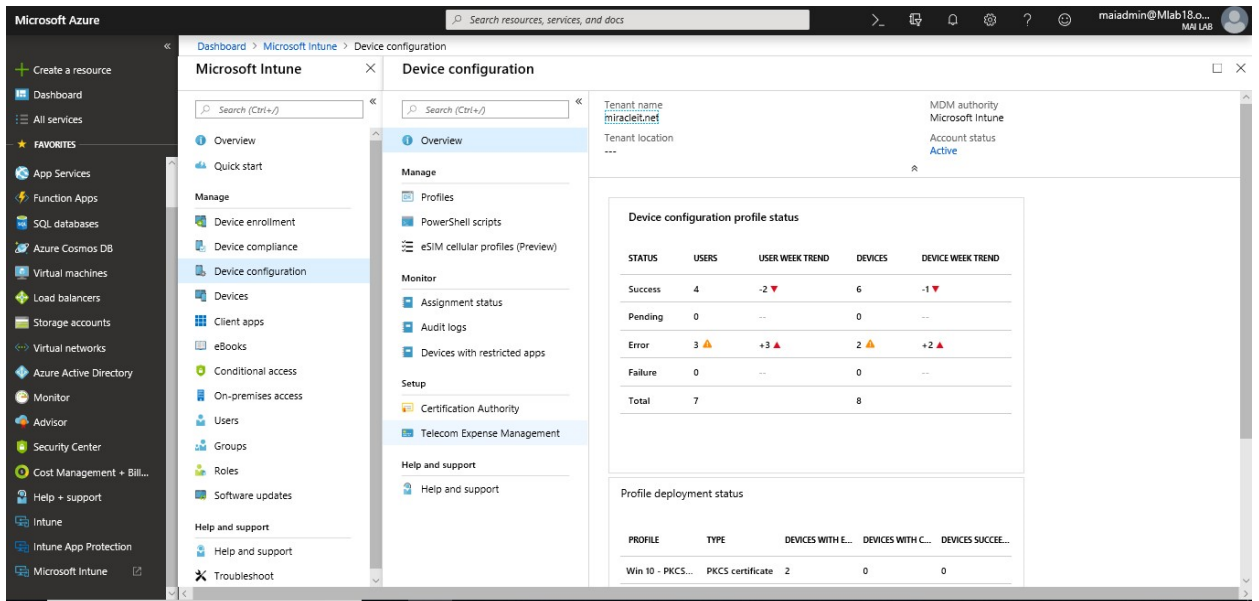 Microsoft Azure
Search resources, services, and docs
maiadmin@Mlab18.o...
MAI LAB
Create a resource
Dashboard
All services
FAVORITES
App Services
Function Apps
SQL databases
Azure Cosmos DB
Virtual machines
Load balancers
Storage accounts
Virtual networks
Azure Active Directory
Monitor
Advisor
Security Center
Cost Management + Bill...
Help + support
Intune
Intune App Protection
Microsoft Intune
Dashboard > Microsoft Intune > Device configuration
Microsoft Intune
Search (Ctrl+/)
Overview
Quick start
Manage
Device enrollment
Device compliance
Device configuration
Devices
Client apps
eBooks
Conditional access
On-premises access
Users
Groups
Roles
Software updates
Help and support
Help and support
Troubleshoot
Device configuration
Search (Ctrl+/)
Overview
Manage
Profiles
PowerShell scripts
eSIM cellular profiles (Preview)
Monitor
Assignment status
Audit logs
Devices with restricted apps
Setup
Certification Authority
Telecom Expense Management
Help and support
Help and support
Tenant name
miracleit.net
Tenant location
---
MDM authority
Microsoft Intune
Account status
Active
Device configuration profile status
STATUS USERS USER WEEK TREND DEVICES DEVICE WEEK TREND
Success 4 -2 ▼ 6 -1 ▼
Pending 0 -- 0 --
Error 3 +3 ▲ 2 +2 ▲
Failure 0 -- 0 --
Total 7 8
Profile deployment status
PROFILE TYPE DEVICES WITH E... DEVICES WITH C... DEVICES SUCCEE...
Win 10 - PKCS... PKCS certificate 2 0 0